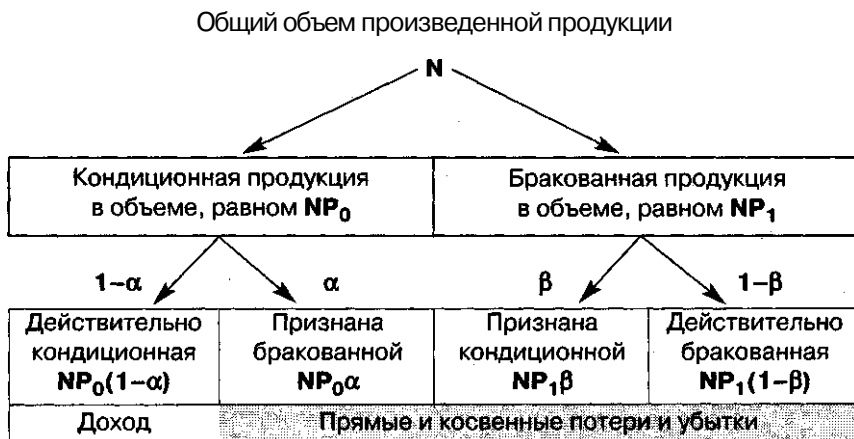 Общий объем произведенной продукции
N
Кондиционная продукция
в объеме, равном NP₀
Бракованная продукция
в объеме, равном NP₁
1–α
α
β
1–β
Действительно
кондиционная
NP₀(1–α)
Признана
бракованной
NP₀α
Признана
кондиционной
NP₁β
Действительно
бракованная
NP₁(1–β)
Доход
Прямые и косвенные потери и убытки